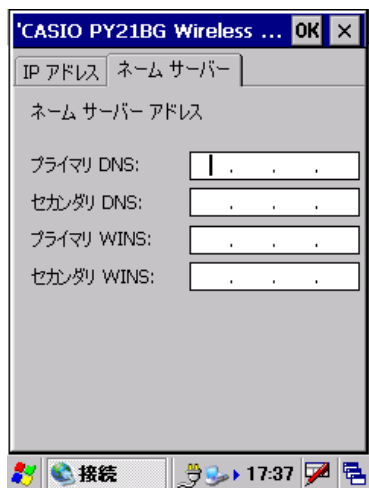 'CASIO PY21BG Wireless ... OK ×
IP アドレス ネーム サーバー
ネーム サーバー アドレス
プライマリ DNS: . . .
セカンダリ DNS: . . .
プライマリ WINS: . . .
セカンダリ WINS: . . .
接続 17:37